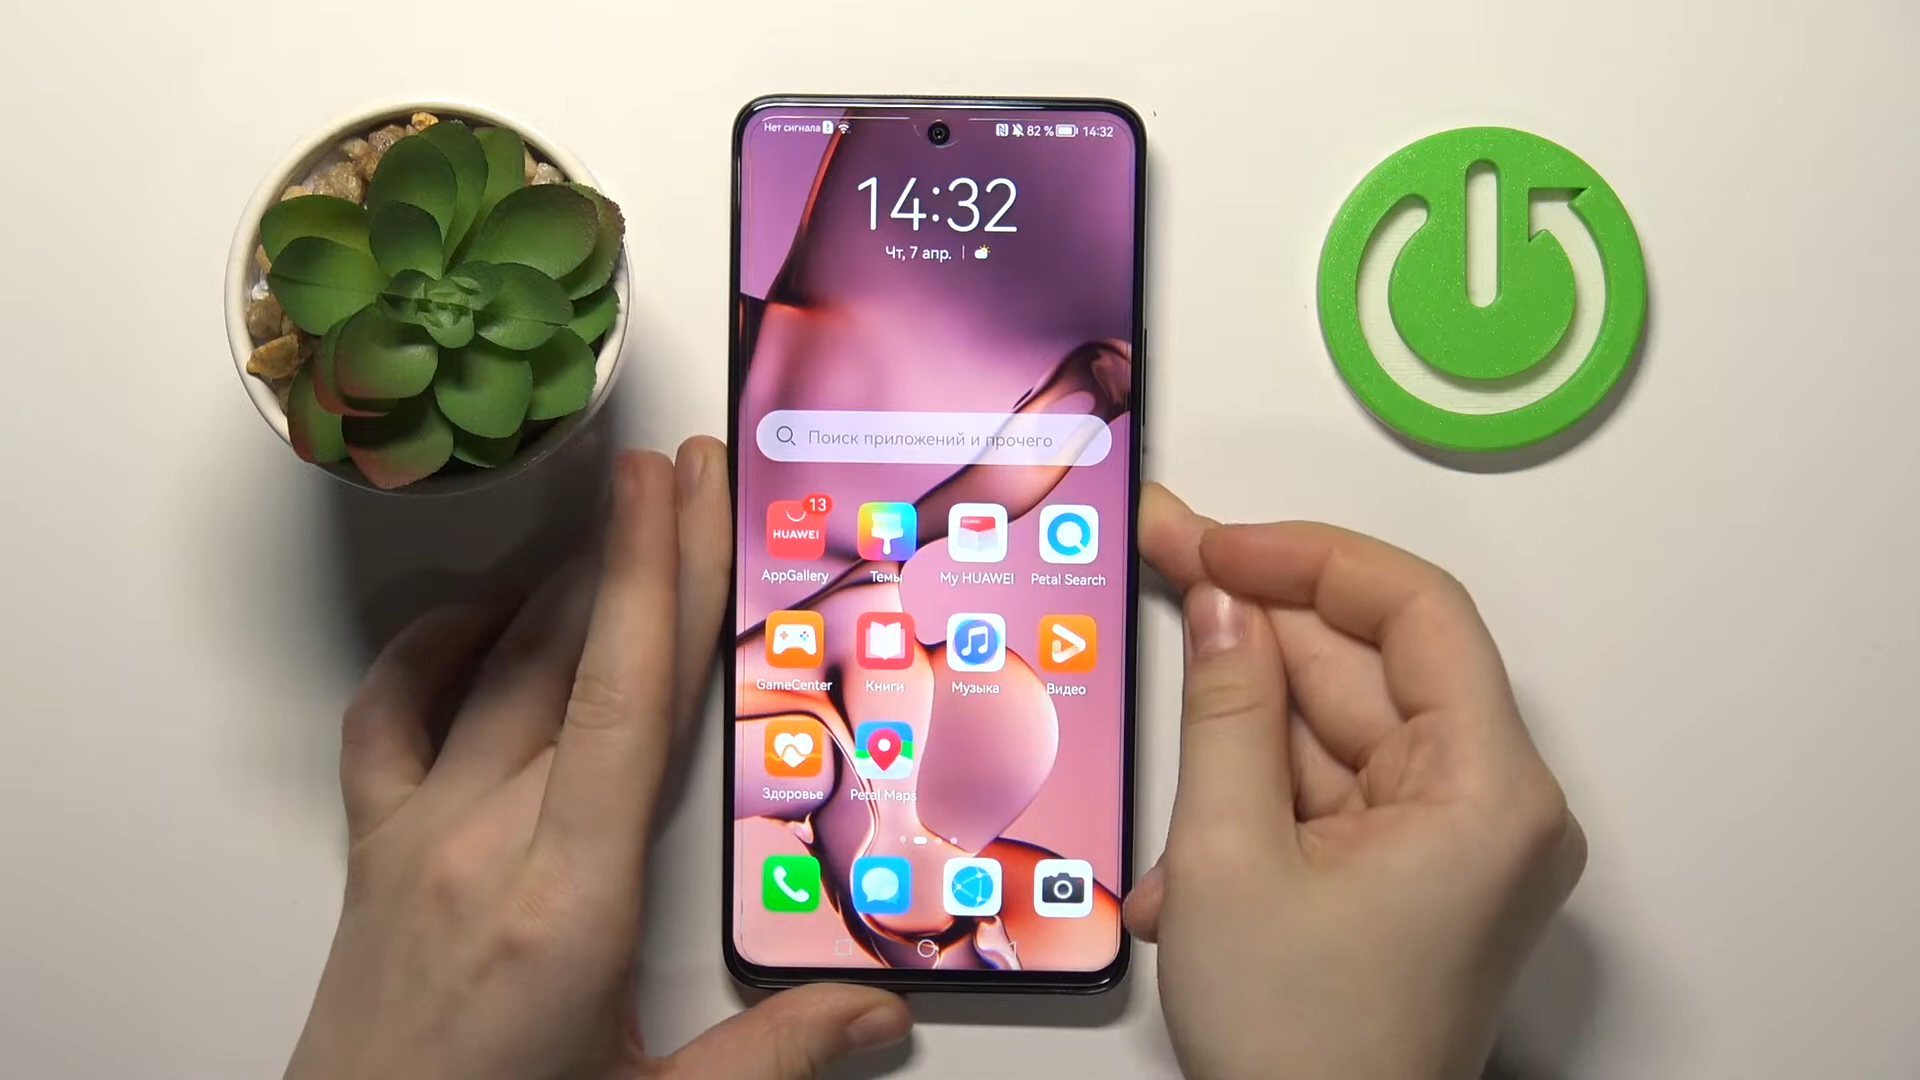 Нет сигнала
82 %
14:32
14:32
Чт, 7 апр.
Поиск приложений и прочего
13
HUAWEI
AppGallery
Темы
My HUAWEI
Petal Search
GameCenter
Книги
Музыка
Видео
Здоровье
Petal Maps